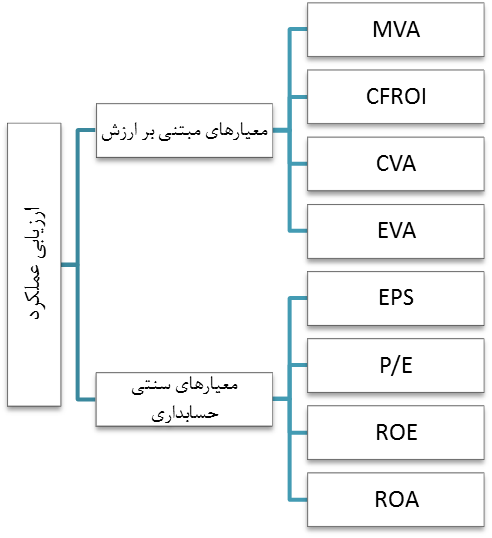 ارزیابی عملکرد
معیارهای مبتنی بر ارزش
MVA
CFROI
CVA
EVA
معیارهای سنتی
حسابداری
EPS
P/E
ROE
ROA